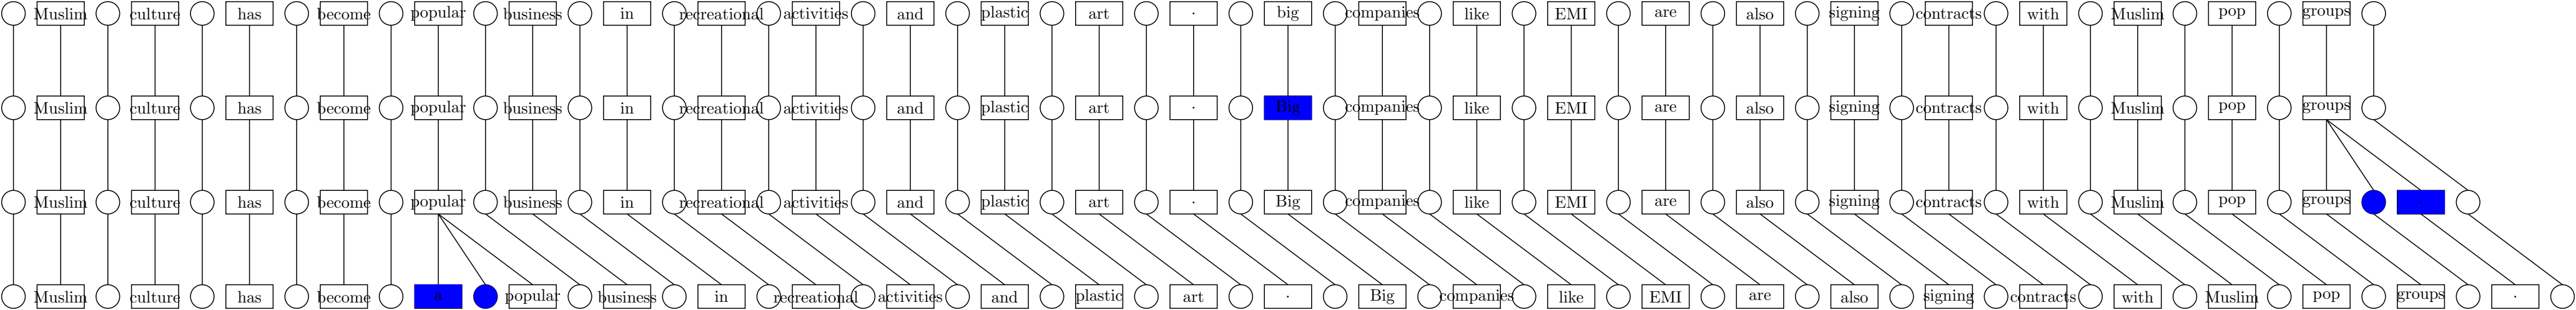 Muslim culture has become popular business in recreational activities and plastic art . big companies like EMI are also signing contracts with Muslim pop groups
Muslim culture has become popular business in recreational activities and plastic art . Big companies like EMI are also signing contracts with Muslim pop groups
Muslim culture has become popular business in recreational activities and plastic art . Big companies like EMI are also signing contracts with Muslim pop groups .
Muslim culture has become a popular business in recreational activities and plastic art . Big companies like EMI are also signing contracts with Muslim pop groups .